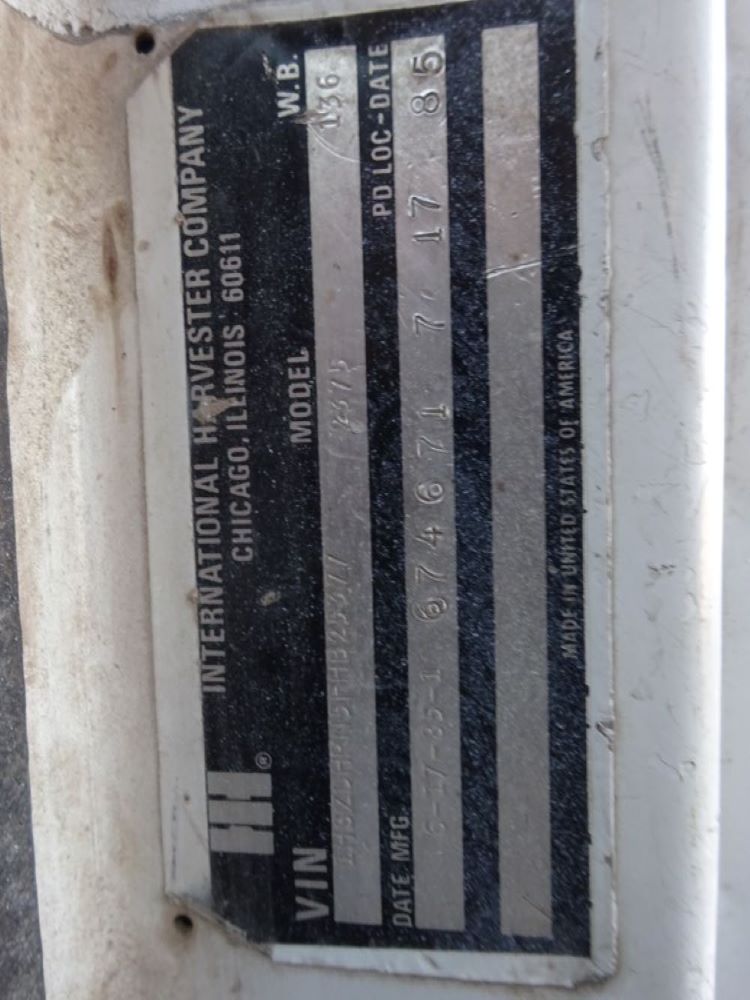 IH® INTERNATIONAL HARVESTER COMPANY
CHICAGO, ILLINOIS 60611
VIN MODEL W.B.
136
DATE MFG. PD LOC-DATE
674671 7 17 85
MADE IN UNITED STATES OF AMERICA